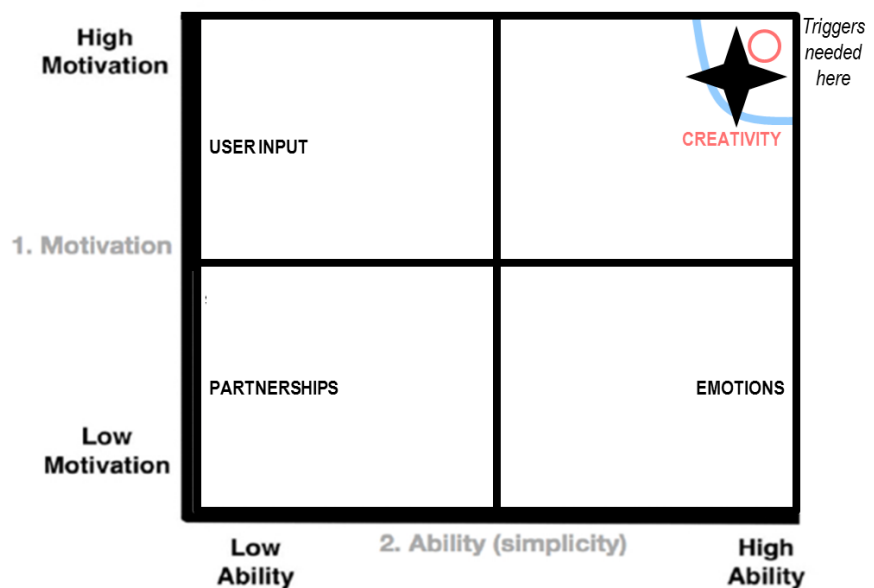 High
Motivation
Triggers
needed
here
USER INPUT
CREATIVITY
1. Motivation
PARTNERSHIPS
EMOTIONS
Low
Motivation
Low
Ability
2. Ability (simplicity)
High
Ability